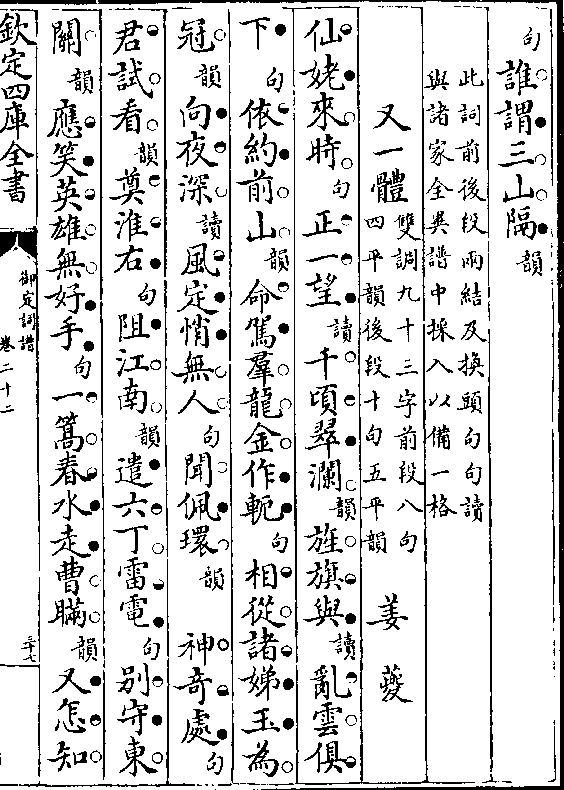 句誰謂三山隔韻
此詞前後段兩結及換頭句句讀
與諸家全異譜中採入以備一格
又一體雙調九十三字前段八句
四平韻後段十句五平韻 姜夔
仙姥來時句正一望讀千頃翠瀾韻旌旗與讀亂雲俱
下句依約前山韻命駕羣龍金作軛句相從諸娣玉為
冠韻向夜深讀風定悄無人句聞佩環韻 神奇處句
君試看韻奠淮右句阻江南韻遣六丁雷電句別守東
關韻應笑英雄無好手句一篙春水走曹瞞韻又怎知
欽定四庫全書
御定詞譜
卷二十二
三十七